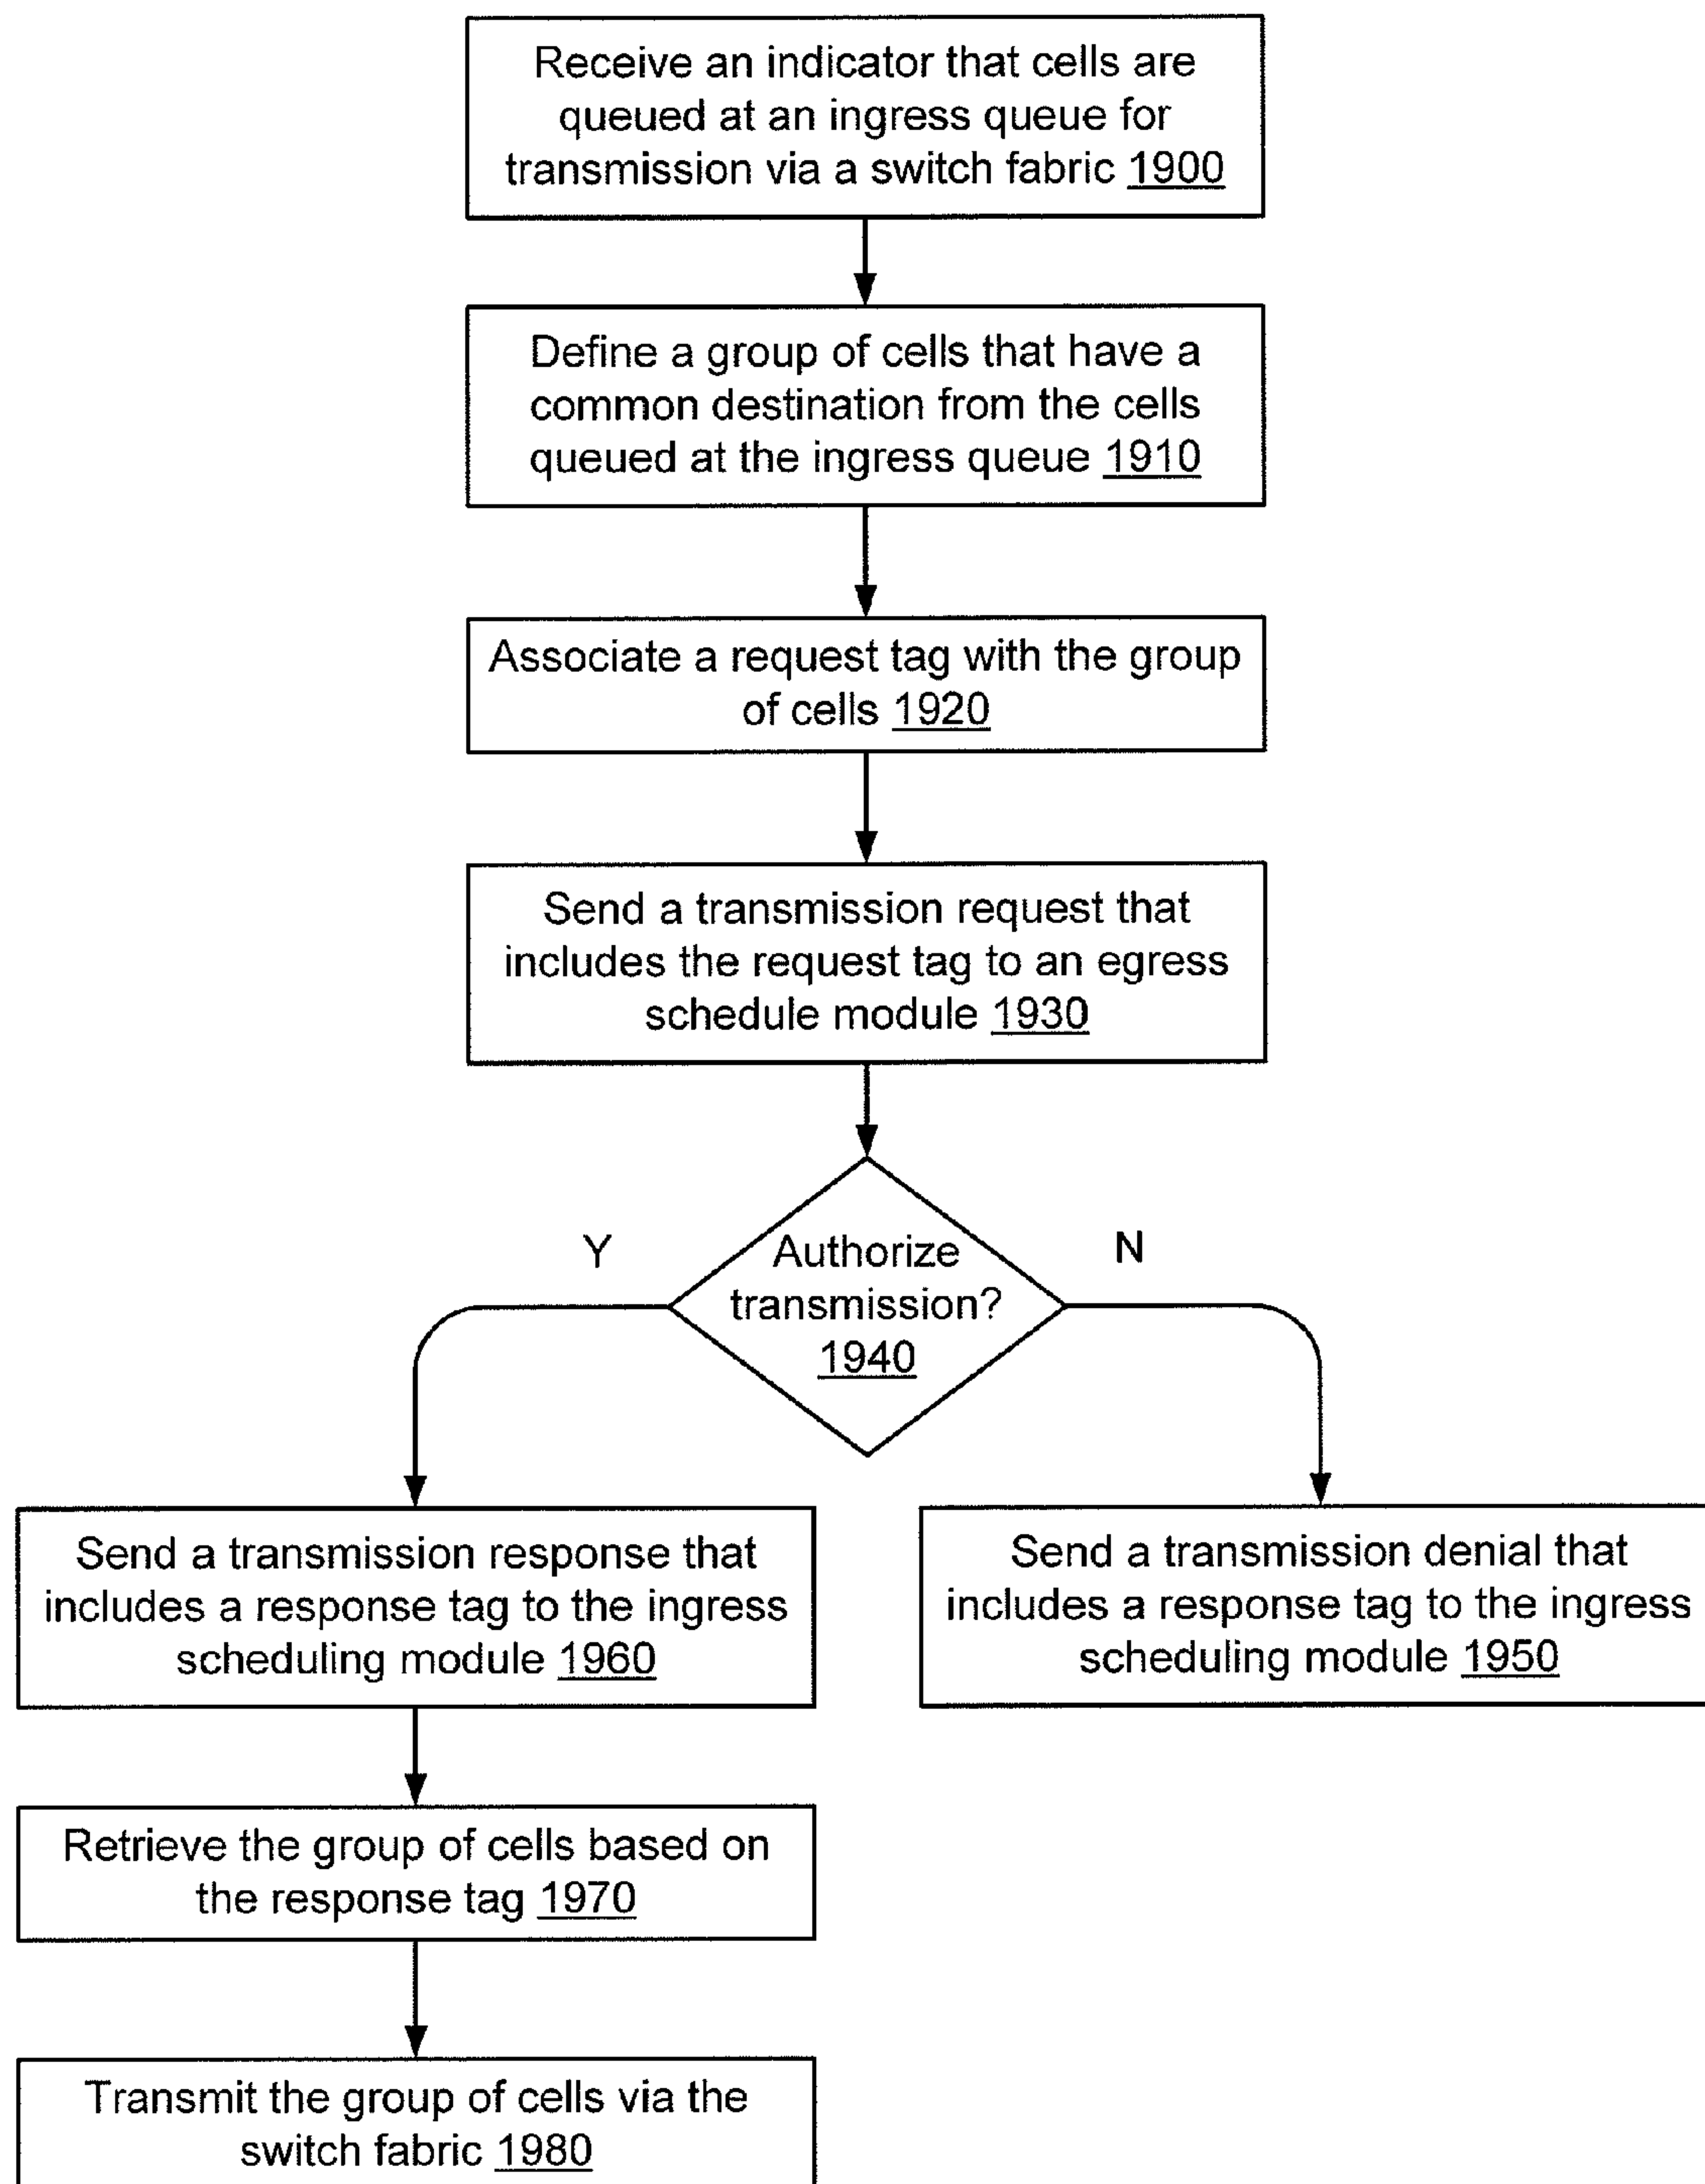 Receive an indicator that cells are
queued at an ingress queue for
transmission via a switch fabric 1900
Define a group of cells that have a
common destination from the cells
queued at the ingress queue 1910
Associate a request tag with the group
of cells 1920
Send a transmission request that
includes the request tag to an egress
schedule module 1930
Y
N
Authorize
transmission?
1940
Send a transmission response that
includes a response tag to the ingress
scheduling module 1960
Send a transmission denial that
includes a response tag to the ingress
scheduling module 1950
Retrieve the group of cells based on
the response tag 1970
Transmit the group of cells via the
switch fabric 1980